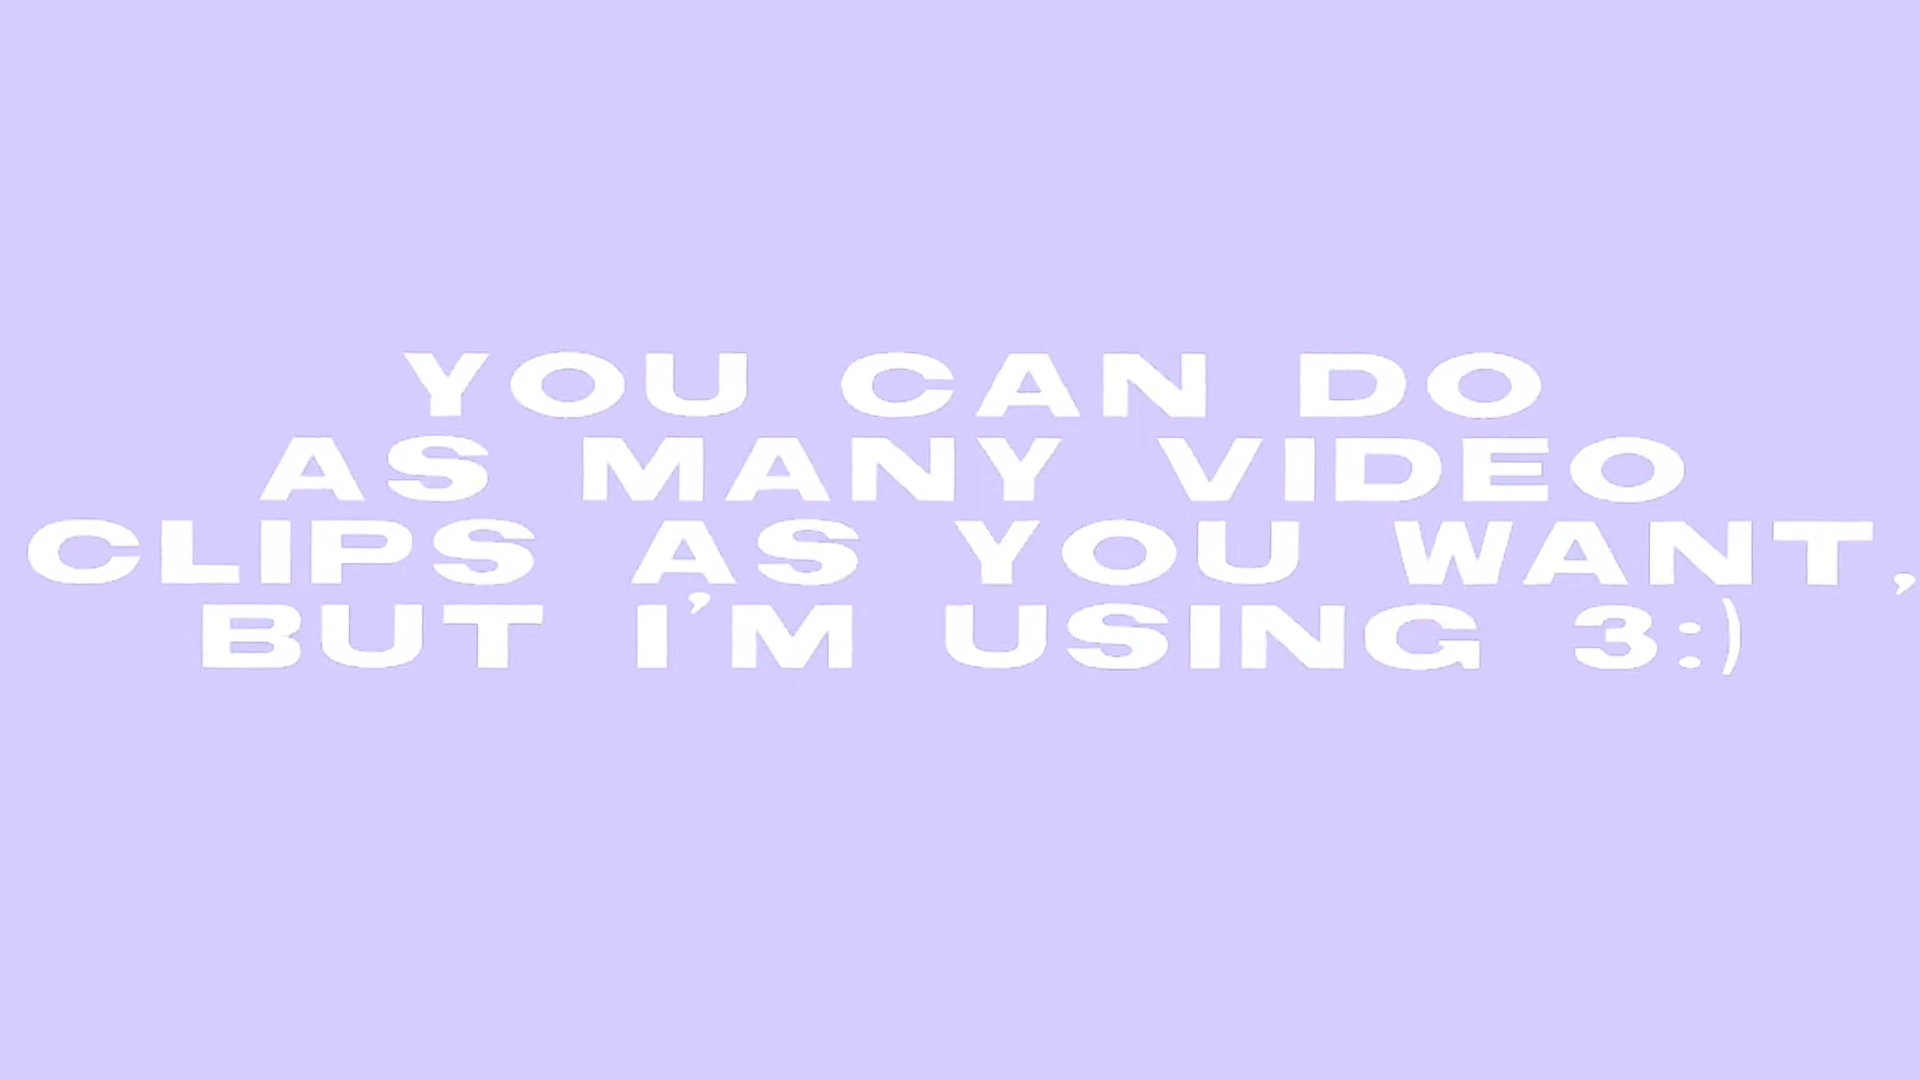 YOU CAN DO
AS MANY VIDEO
CLIPS AS YOU WANT,
BUT I'M USING 3:)